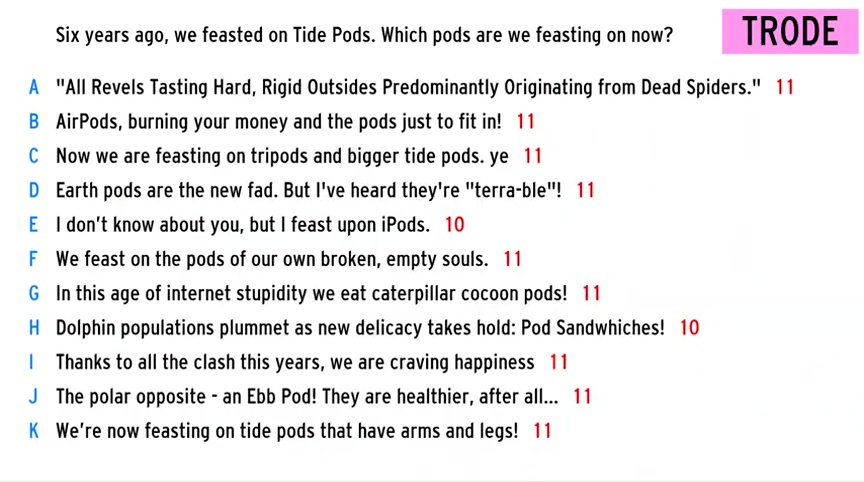 Six years ago, we feasted on Tide Pods. Which pods are we feasting on now?
TRODE
A "All Revels Tasting Hard, Rigid Outsides Predominantly Originating from Dead Spiders." 11
B AirPods, burning your money and the pods just to fit in! 11
C Now we are feasting on tripods and bigger tide pods. ye 11
D Earth pods are the new fad. But I've heard they're "terra-ble"! 11
E I don’t know about you, but I feast upon iPods. 10
F We feast on the pods of our own broken, empty souls. 11
G In this age of internet stupidity we eat caterpillar cocoon pods! 11
H Dolphin populations plummet as new delicacy takes hold: Pod Sandwhiches! 10
I Thanks to all the clash this years, we are craving happiness 11
J The polar opposite - an Ebb Pod! They are healthier, after all... 11
K We’re now feasting on tide pods that have arms and legs! 11